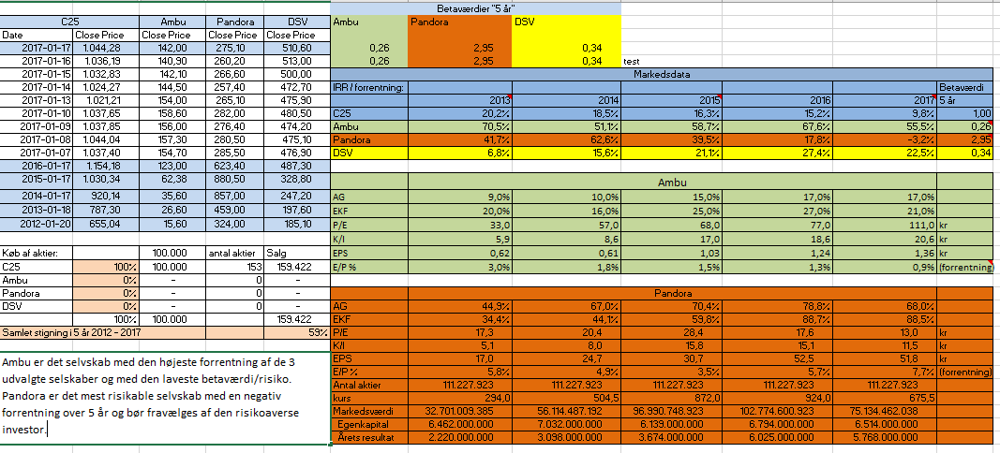 Betaværdier "5 år"
C25 Ambu Pandora DSV Ambu Pandora DSV
Date Close Price Close Price Close Price Close Price
2017-01-17 1.044,28 142,00 275,10 510,60 0,26 2,95 0,34
2017-01-16 1.036,19 140,90 260,20 513,00 0,26 2,95 0,34 test
2017-01-15 1.032,83 142,10 266,60 500,00 Markedsdata
2017-01-14 1.024,27 144,50 257,40 472,70 IRR / forrentning: Betaværdi
2017-01-13 1.021,21 154,00 265,10 475,90 2013 2014 2015 2016 2017 5 år
2017-01-10 1.037,65 158,60 282,00 480,50 C25 20,2% 18,5% 16,3% 15,2% 9,8% 1,00
2017-01-09 1.037,85 156,00 276,40 474,20 Ambu 70,5% 51,1% 58,7% 67,6% 55,5% 0,26
2017-01-08 1.044,04 157,30 280,50 475,10 Pandora 41,7% 62,6% 39,5% 17,8% -3,2% 2,95
2017-01-07 1.037,40 154,70 285,50 476,90 DSV 6,8% 15,6% 21,1% 27,4% 22,5% 0,34
2016-01-17 1.154,18 123,00 623,40 487,30
2015-01-17 1.030,34 62,38 880,50 328,80 Ambu
2014-01-17 920,14 35,60 857,00 247,20 AG 9,0% 10,0% 15,0% 17,0% 17,0%
2013-01-18 787,30 26,60 459,00 197,60 EKF 20,0% 16,0% 25,0% 27,0% 21,0%
2012-01-20 655,04 15,60 324,00 185,10 P/E 33,0 57,0 68,0 77,0 111,0 kr
K/I 5,9 8,6 17,0 18,6 20,6 kr
Køb af aktier: 100.000 antal aktier Salg EPS 0,62 0,61 1,03 1,24 1,36 kr
C25 100% 100.000 153 159.422 E/P % 3,0% 1,8% 1,5% 1,3% 0,9% (forrentning)
Ambu 0% - 0 -
Pandora 0% - 0 - Pandora
DSV 0% - 0 - AG 44,9% 67,0% 70,4% 78,8% 68,0%
100% 100.000 159.422 EKF 34,4% 44,1% 59,8% 88,7% 88,5%
Samlet stigning i 5 år 2012 - 2017 59% P/E 17,3 20,4 28,4 17,6 13,0 kr
K/I 5,1 8,0 15,8 15,1 11,5 kr
EPS 17,0 24,7 30,7 52,5 51,8 kr
E/P % 5,8% 4,9% 3,5% 5,7% 7,7% (forrentning)
Antal aktier 111.227.923 111.227.923 111.227.923 111.227.923 111.227.923
kurs 294,0 504,5 872,0 924,0 675,5
Markedsværdi 32.701.009.385 56.114.487.192 96.990.748.923 102.774.600.923 75.134.462.038
Egenkapital 6.462.000.000 7.032.000.000 6.139.000.000 6.794.000.000 6.514.000.000
Årets resultat 2.220.000.000 3.098.000.000 3.674.000.000 6.025.000.000 5.768.000.000
Ambu er det selvskab med den højeste forrentning af de 3
udvalgte selskaber og med den laveste betaværdi/risiko.
Pandora er det mest risikable selvskab med en negativ
forrentning over 5 år og bør fravælges af den risikoaverse
investor.